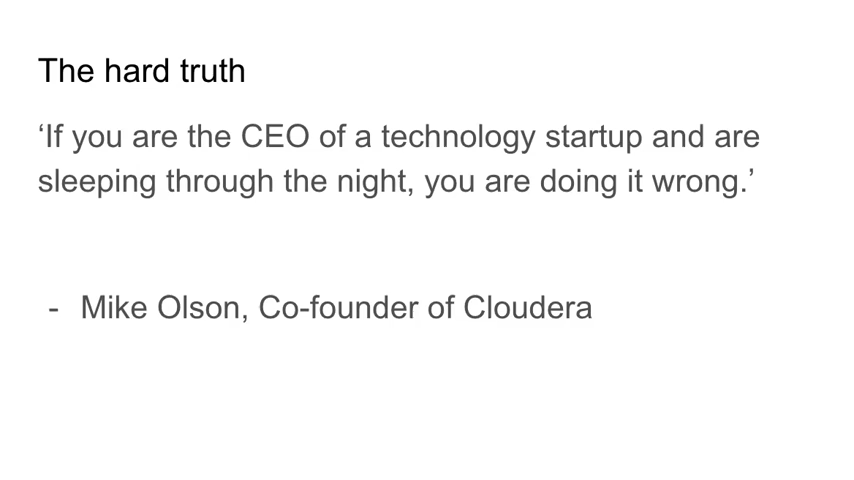 The hard truth
‘If you are the CEO of a technology startup and are
sleeping through the night, you are doing it wrong.’
- Mike Olson, Co-founder of Cloudera